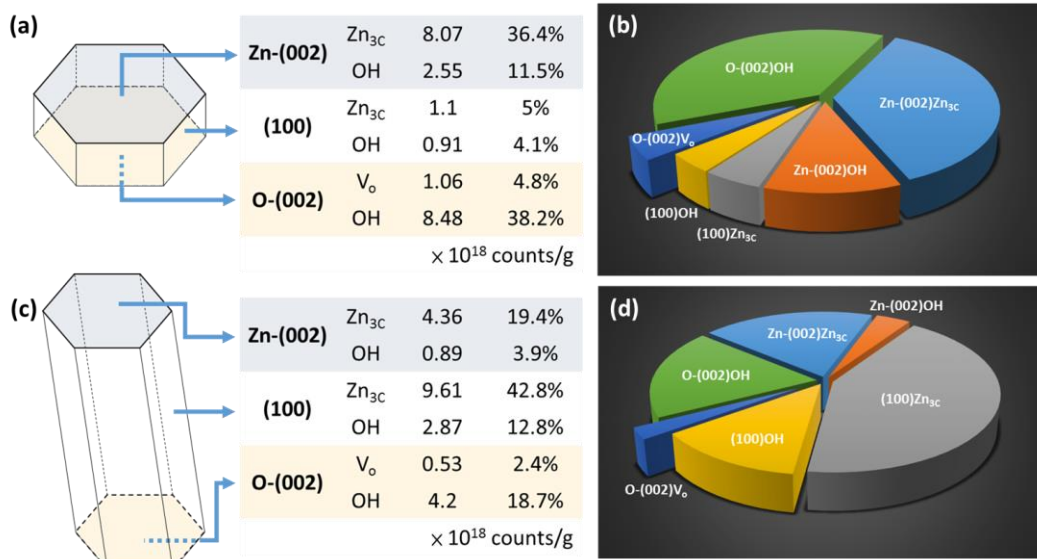 (a)
Zn-(002) Zn3C 8.07 36.4%
OH 2.55 11.5%
(100) Zn3C 1.1 5%
OH 0.91 4.1%
O-(002) Vo 1.06 4.8%
OH 8.48 38.2%
× 10^18 counts/g
(b)
O-(002)OH
Zn-(002)Zn3C
O-(002)Vo
Zn-(002)OH
(100)OH
(100)Zn3C
(c)
Zn-(002) Zn3C 4.36 19.4%
OH 0.89 3.9%
(100) Zn3C 9.61 42.8%
OH 2.87 12.8%
O-(002) Vo 0.53 2.4%
OH 4.2 18.7%
× 10^18 counts/g
(d)
Zn-(002)OH
Zn-(002)Zn3C
O-(002)OH
(100)Zn3C
(100)OH
O-(002)Vo